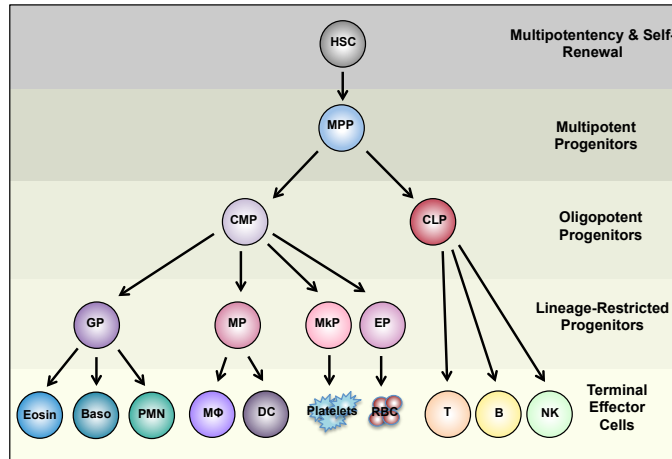 HSC
Multipotentency & Self-
Renewal
MPP
Multipotent
Progenitors
CMP
CLP
Oligopotent
Progenitors
GP
MP
MkP
EP
Lineage-Restricted
Progenitors
Eosin
Baso
PMN
MΦ
DC
Platelets
RBC
T
B
NK
Terminal
Effector
Cells